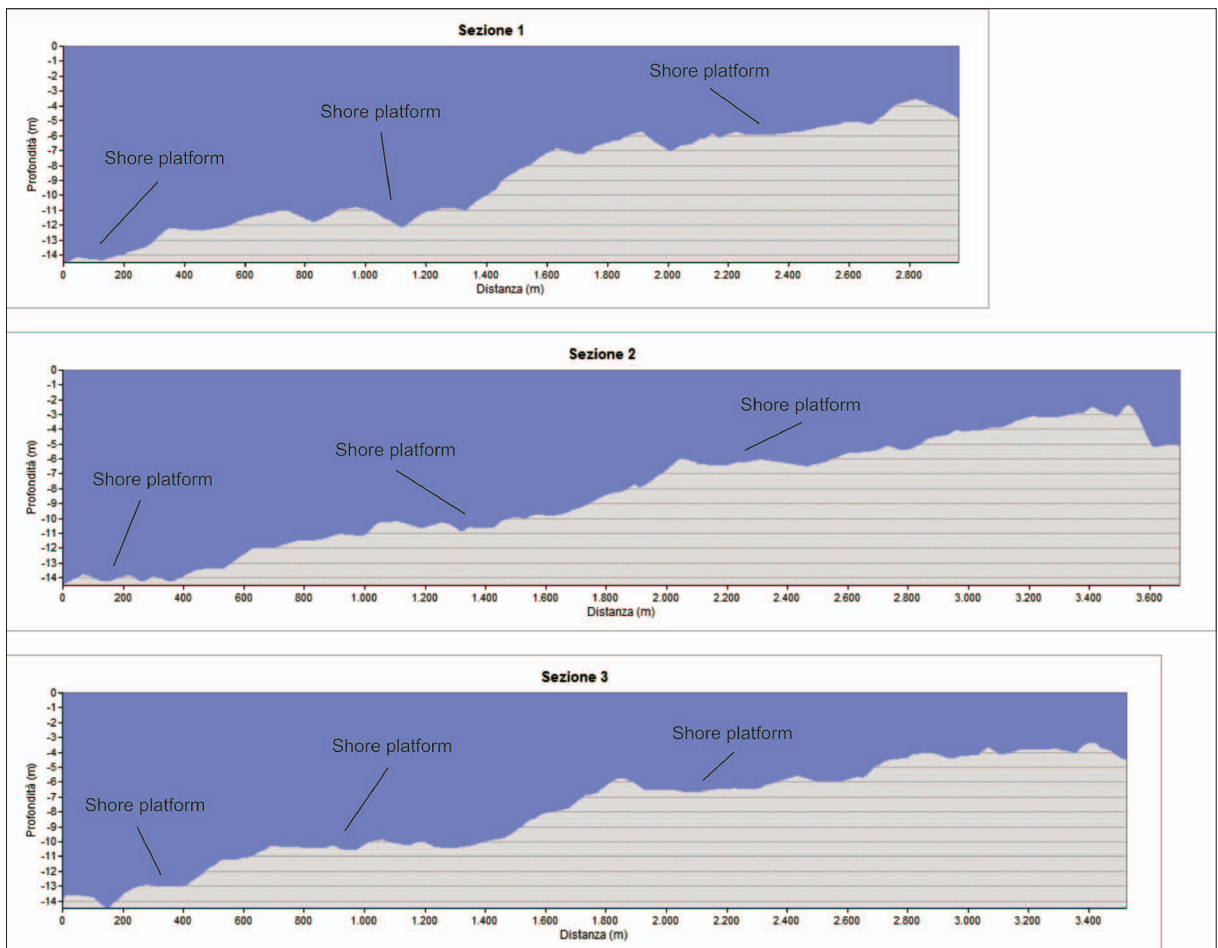 Sezione 1
0
-1
-2
-3
-4
-5
-6
-7
-8
-9
-10
-11
-12
-13
-14
Profondità (m)
Shore platform
Shore platform
Shore platform
0 200 400 600 800 1.000 1.200 1.400 1.600 1.800 2.000 2.200 2.400 2.600 2.800
Distanza (m)
Sezione 2
0
-1
-2
-3
-4
-5
-6
-7
-8
-9
-10
-11
-12
-13
-14
Profondità (m)
Shore platform
Shore platform
Shore platform
0 200 400 600 800 1.000 1.200 1.400 1.600 1.800 2.000 2.200 2.400 2.600 2.800 3.000 3.200 3.400 3.600
Distanza (m)
Sezione 3
0
-1
-2
-3
-4
-5
-6
-7
-8
-9
-10
-11
-12
-13
-14
Profondità (m)
Shore platform
Shore platform
Shore platform
0 200 400 600 800 1.000 1.200 1.400 1.600 1.800 2.000 2.200 2.400 2.600 2.800 3.000 3.200 3.400
Distanza (m)